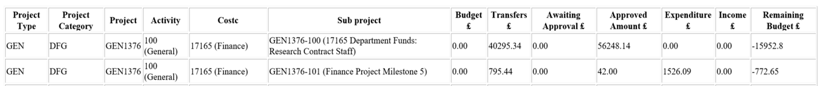 Project Type Project Category Project Activity Costc Sub project Budget £ Transfers £ Awaiting Approval £ Approved Amount £ Expenditure £ Income £ Remaining Budget £
GEN DFG GEN1376 100 (General) 17165 (Finance) GEN1376-100 (17165 Department Funds: Research Contract Staff) 0.00 40295.34 0.00 56248.14 0.00 0.00 -15952.8
GEN DFG GEN1376 100 (General) 17165 (Finance) GEN1376-101 (Finance Project Milestone 5) 0.00 795.44 0.00 42.00 1526.09 0.00 -772.65